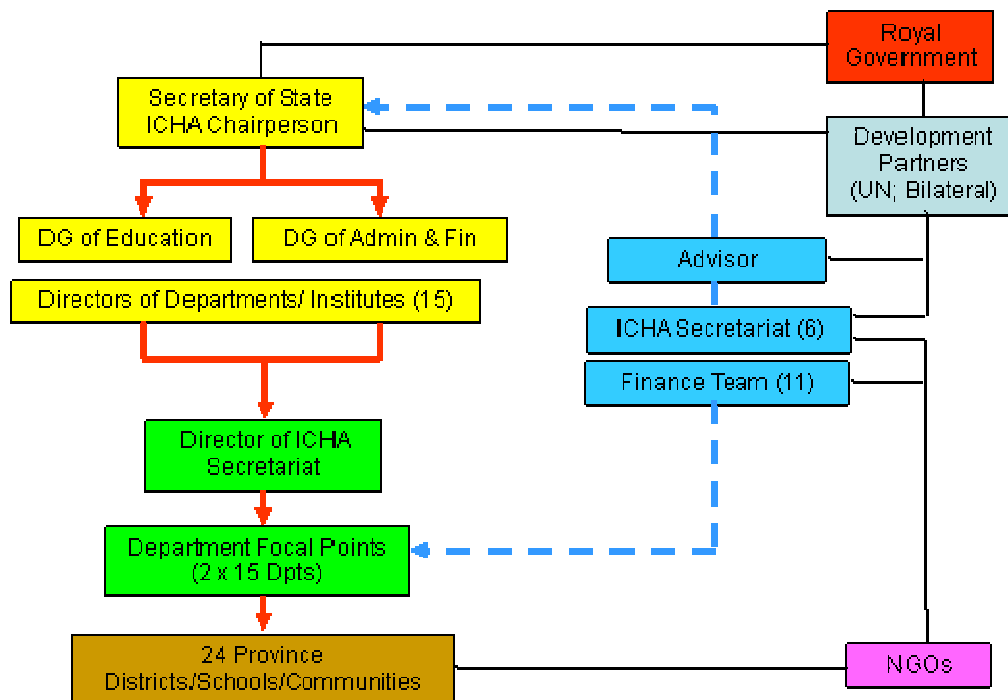 Royal
Government
Secretary of State
ICHA Chairperson
Development
Partners
(UN; Bilateral)
DG of Education
DG of Admin & Fin
Advisor
Directors of Departments/ Institutes (15)
ICHA Secretariat (6)
Finance Team (11)
Director of ICHA
Secretariat
Department Focal Points
(2 x 15 Dpts)
24 Province
Districts./Schools/Communities
NGOs